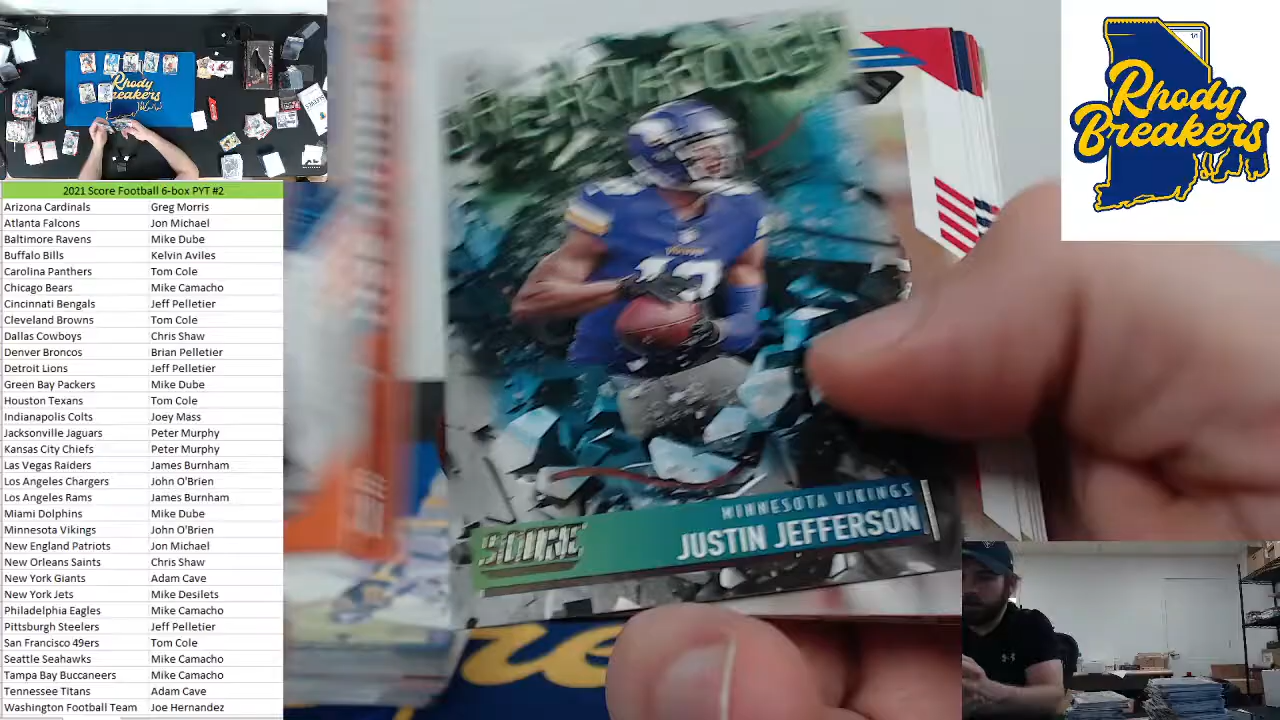 2021 Score Football 6-box PYT #2
Arizona Cardinals Greg Morris
Atlanta Falcons Jon Michael
Baltimore Ravens Mike Dube
Buffalo Bills Kelvin Aviles
Carolina Panthers Tom Cole
Chicago Bears Mike Camacho
Cincinnati Bengals Jeff Pelletier
Cleveland Browns Tom Cole
Dallas Cowboys Chris Shaw
Denver Broncos Brian Pelletier
Detroit Lions Jeff Pelletier
Green Bay Packers Mike Dube
Houston Texans Tom Cole
Indianapolis Colts Joey Mass
Jacksonville Jaguars Peter Murphy
Kansas City Chiefs Peter Murphy
Las Vegas Raiders James Burnham
Los Angeles Chargers John O'Brien
Los Angeles Rams James Burnham
Miami Dolphins Mike Dube
Minnesota Vikings John O'Brien
New England Patriots Jon Michael
New Orleans Saints Chris Shaw
New York Giants Adam Cave
New York Jets Mike Desilets
Philadelphia Eagles Mike Camacho
Pittsburgh Steelers Jeff Pelletier
San Francisco 49ers Tom Cole
Seattle Seahawks Mike Camacho
Tampa Bay Buccaneers Mike Camacho
Tennessee Titans Adam Cave
Washington Football Team Joe Hernandez
Rhody
Breakers
BREAKTHROUGH
MINNESOTA VIKINGS
SCORE JUSTIN JEFFERSON
1/1
Rhody
Breakers